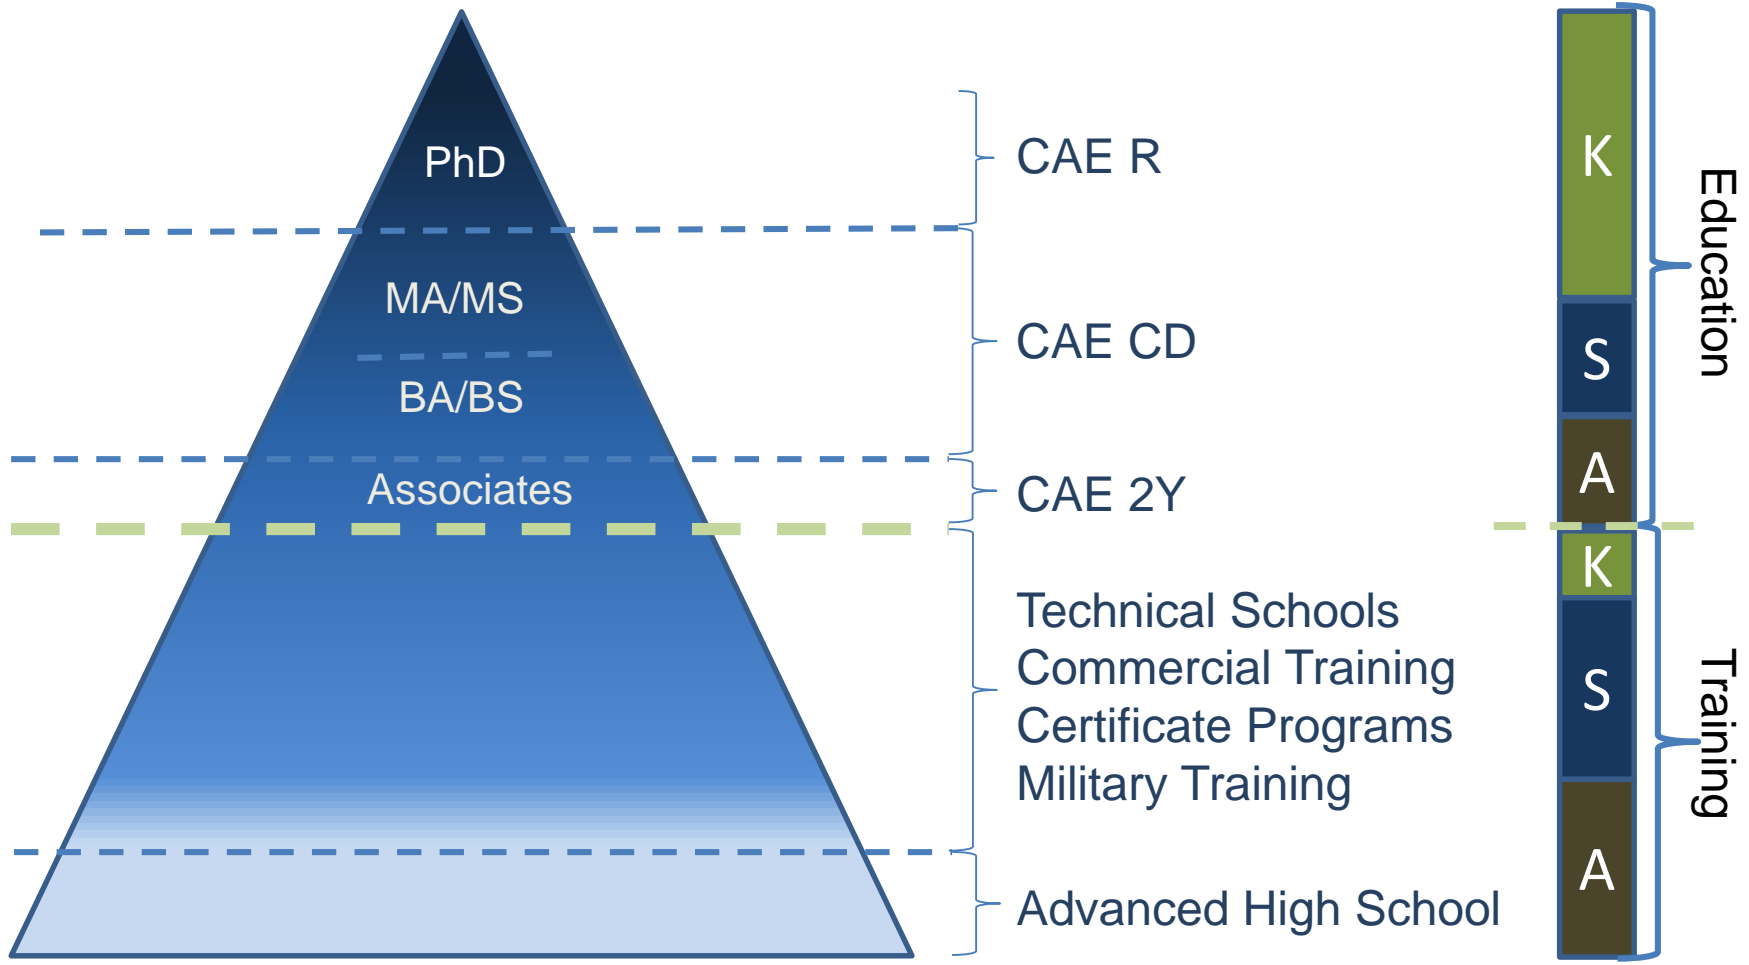 PhD
MA/MS
BA/BS
Associates
CAE R
CAE CD
CAE 2Y
Technical Schools
Commercial Training
Certificate Programs
Military Training
Advanced High School
K
S
A
K
S
A
Education
Training